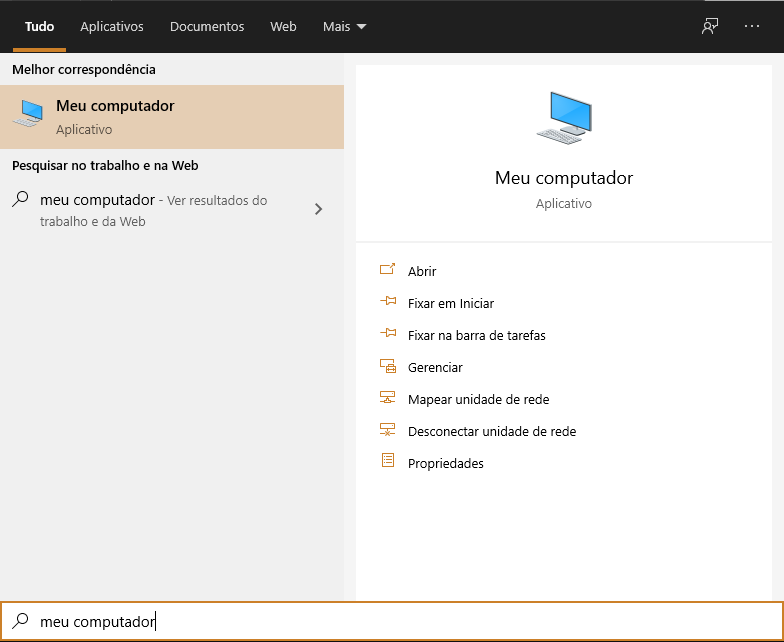 Tudo Aplicativos Documentos Web Mais
Melhor correspondência
Meu computador
Aplicativo
Pesquisar no trabalho e na Web
meu computador - Ver resultados do
trabalho e da Web
Meu computador
Aplicativo
Abrir
Fixar em Iniciar
Fixar na barra de tarefas
Gerenciar
Mapear unidade de rede
Desconectar unidade de rede
Propriedades
meu computador